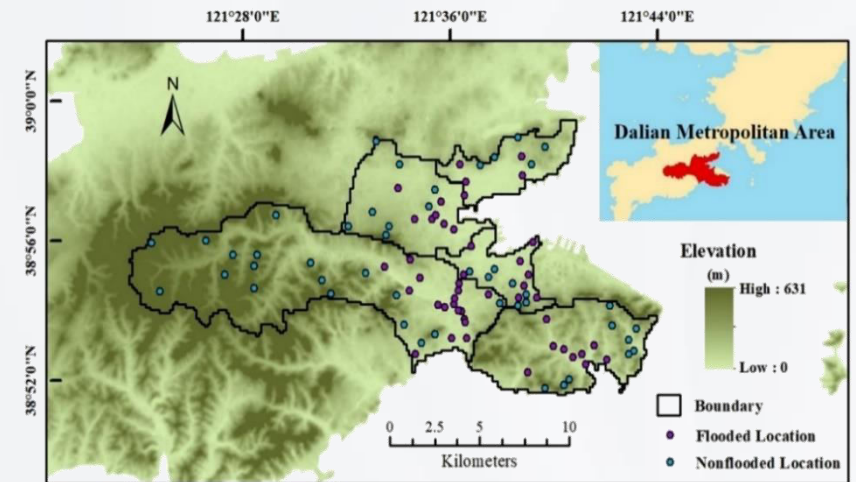 121°28'0"E 121°36'0"E 121°44'0"E
39°0'0"N
38°56'0"N
38°52'0"N
N
Dalian Metropolitan Area
Elevation
(m)
High : 631
Low : 0
Boundary
Flooded Location
Nonflooded Location
0 2.5 5 10
Kilometers